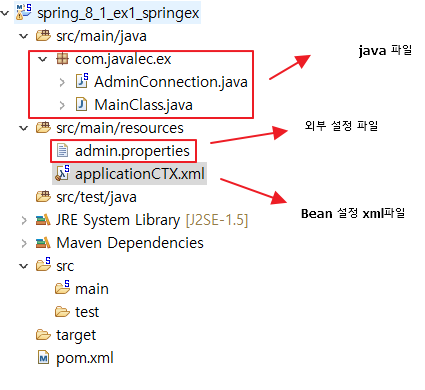 spring_8_1_ex1_springex
src/main/java
com.javalec.ex
java 파일
AdminConnection.java
MainClass.java
src/main/resources
외부 설정 파일
admin.properties
applicationCTX.xml
src/test/java
Bean 설정 xml파일
JRE System Library [J2SE-1.5]
Maven Dependencies
src
main
test
target
pom.xml